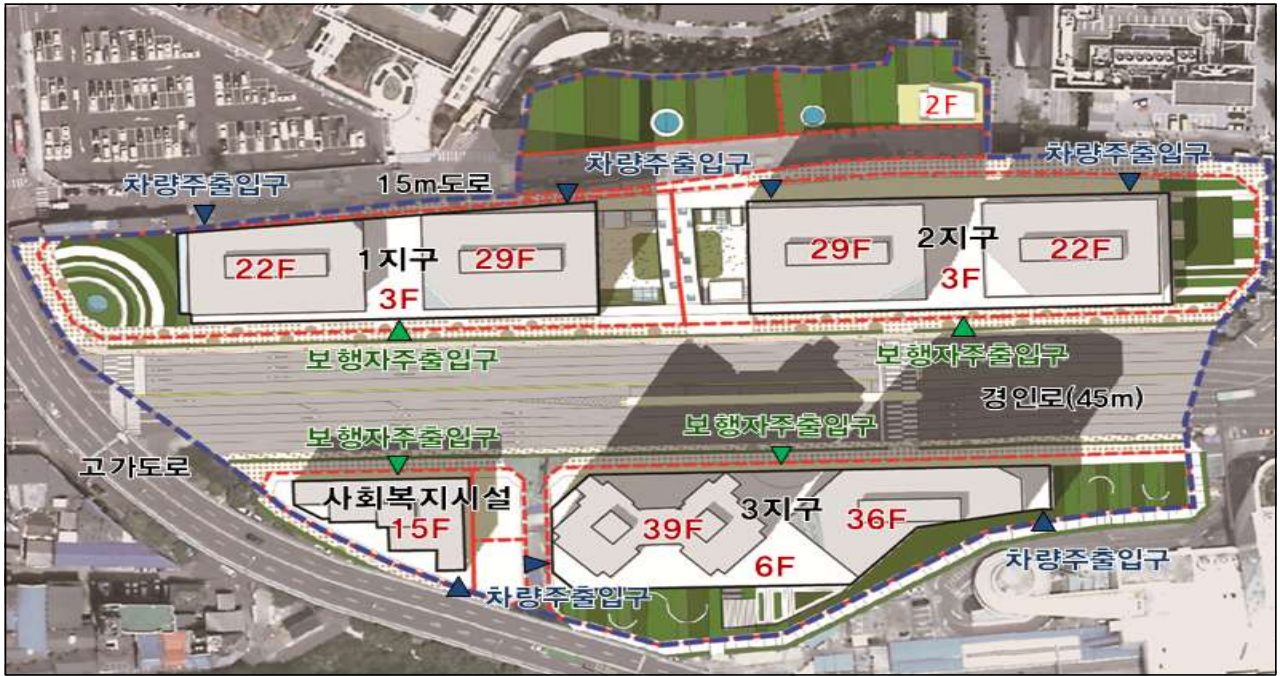 2F
차량주출입구
15m도로
차량주출입구
차량주출입구
22F
1지구
29F
3F
29F
2지구
22F
3F
보행자주출입구
보행자주출입구
경인로(45m)
보행자주출입구
보행자주출입구
고가도로
사회복지시설
15F
39F
3지구
36F
6F
차량주출입구
차량주출입구